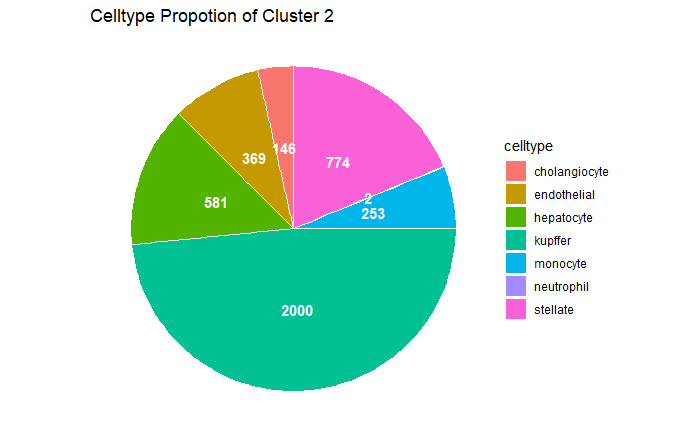 Celltype Propotion of Cluster 2
146
774
369
2
253
581
2000
celltype
cholangiocyte
endothelial
hepatocyte
kupffer
monocyte
neutrophil
stellate